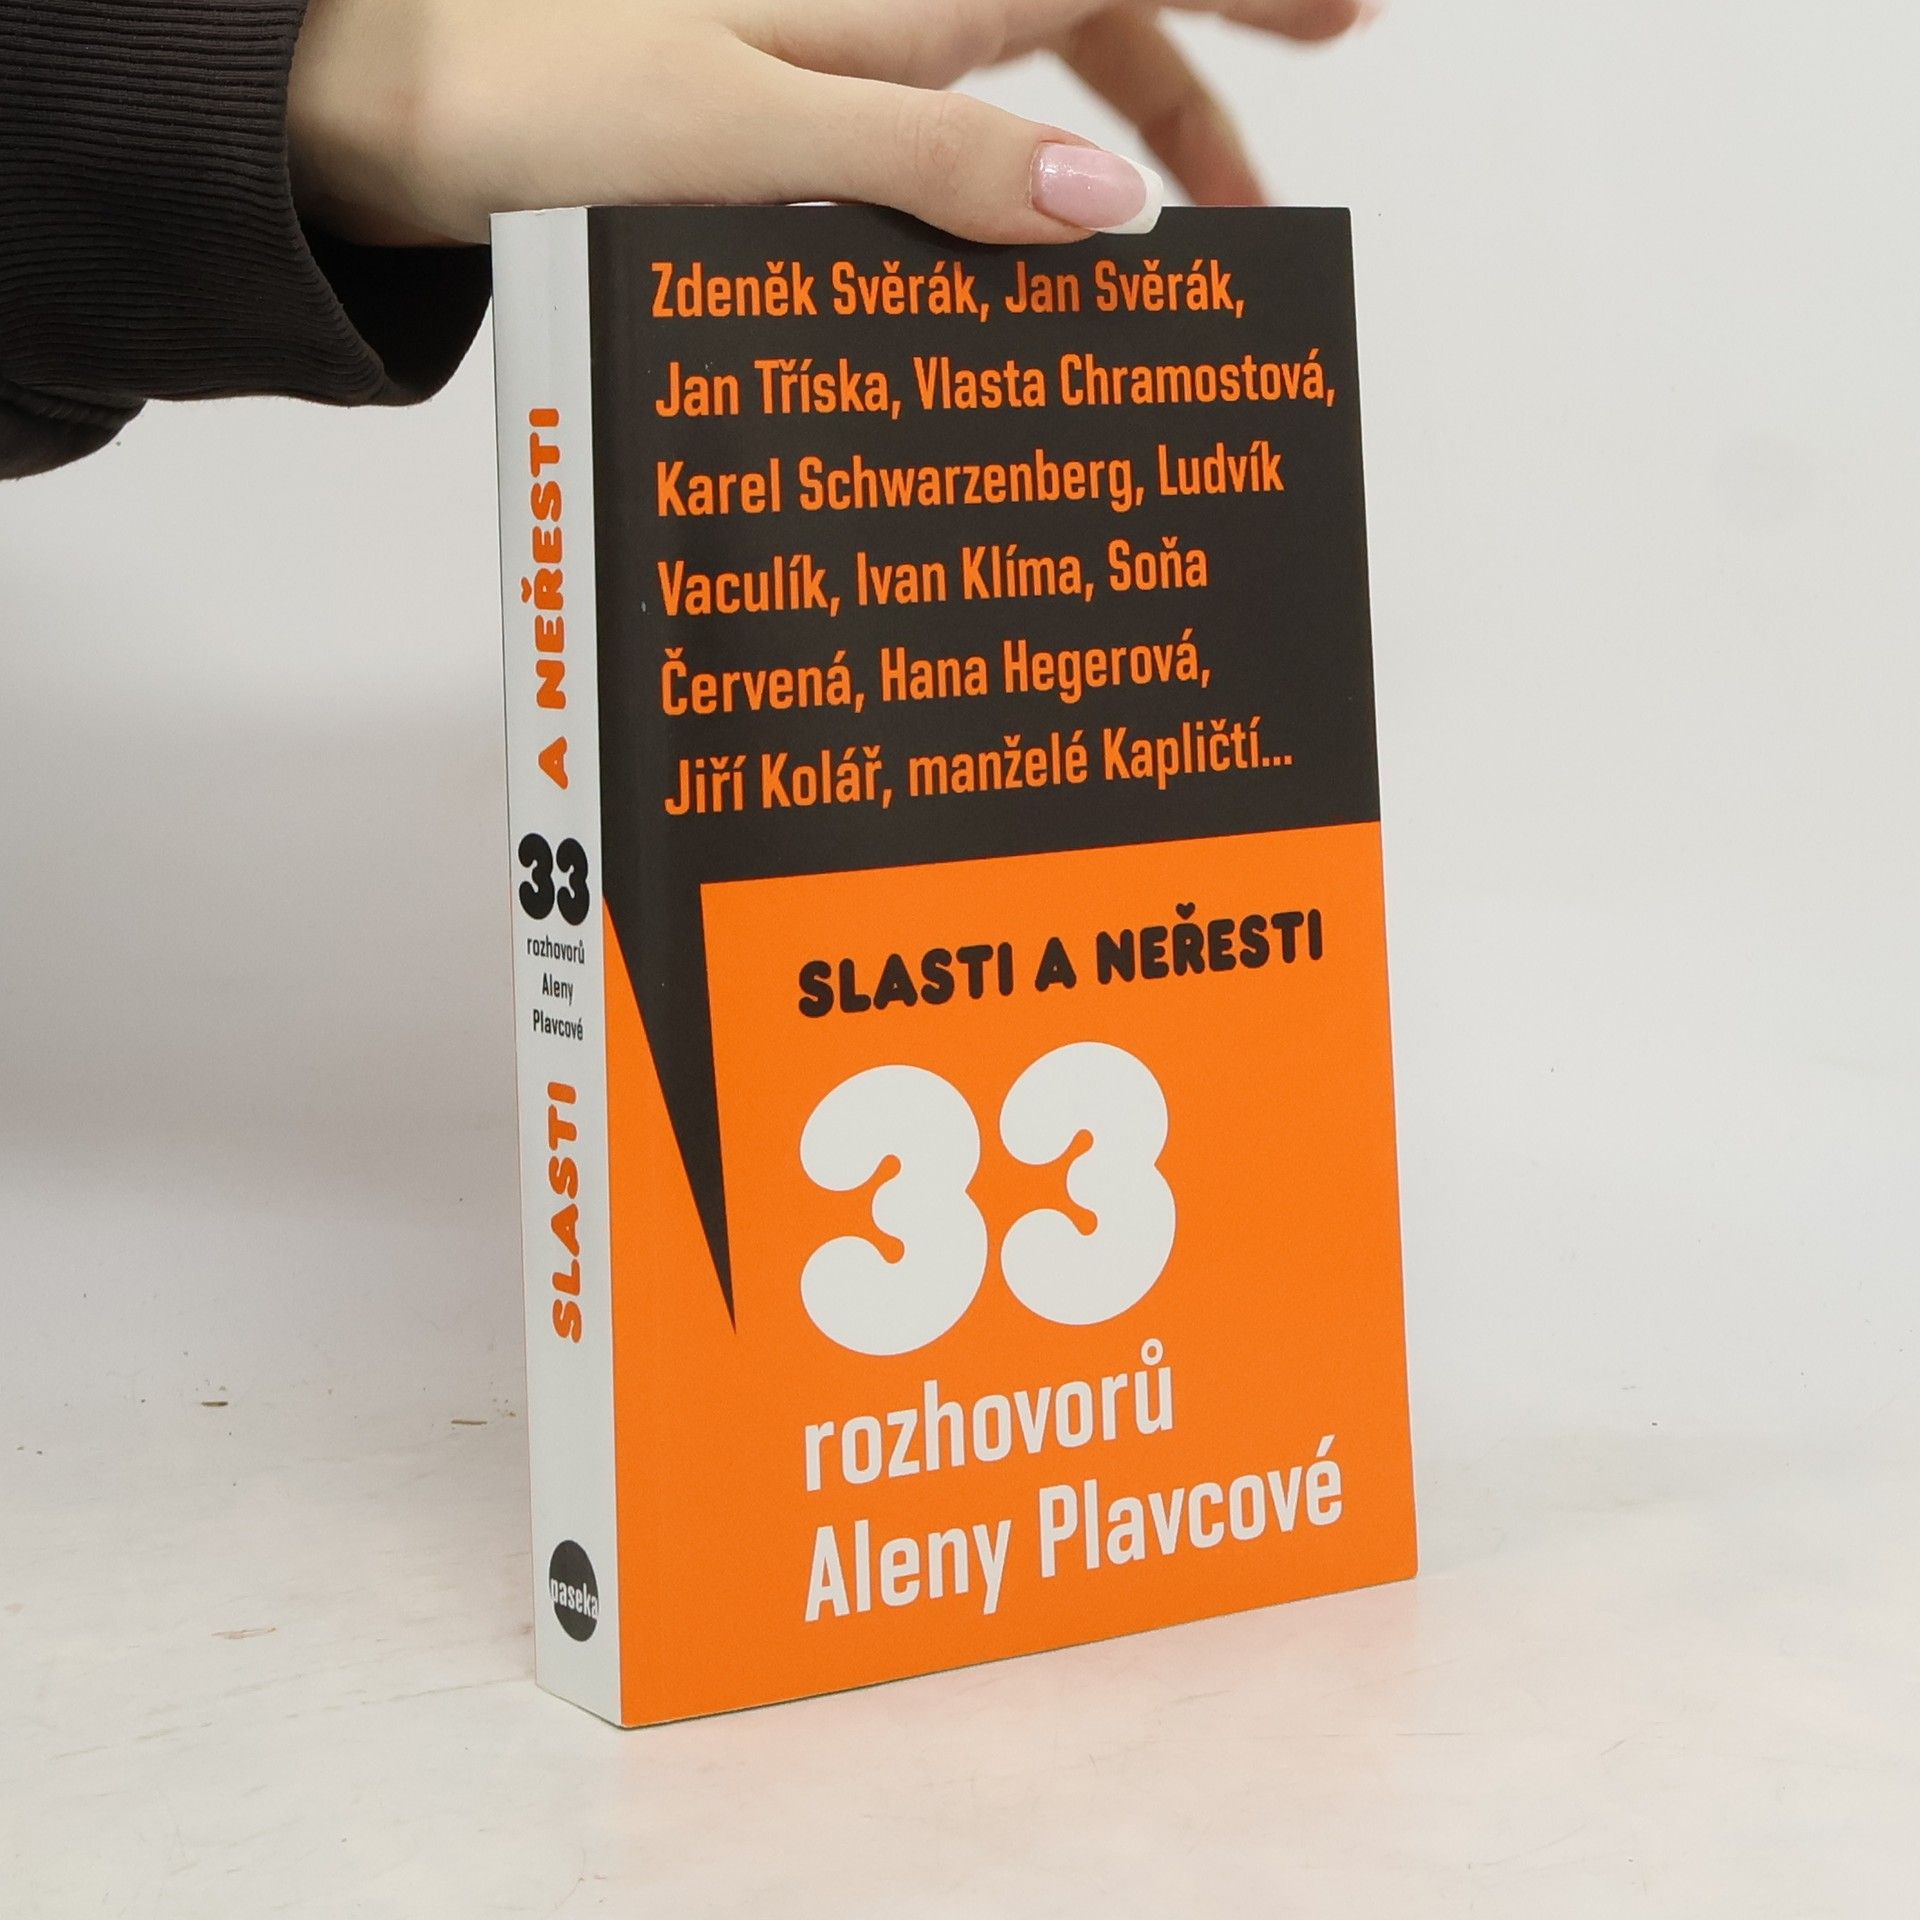 Zdeněk Svěrák, Jan Svěrák,
Jan Tříska, Vlasta Chramostová,
Karel Schwarzenberg, Ludvík
Vaculík, Ivan Klíma, Soňa
Červená, Hana Hegerová,
Jiří Kolář, manželé Kapličtí...
SLASTI A NEŘESTI
33
rozhovorů
Aleny Plavcové
SLASTI A NEŘESTI
33
rozhovorů
Aleny
Plavcové
paseka